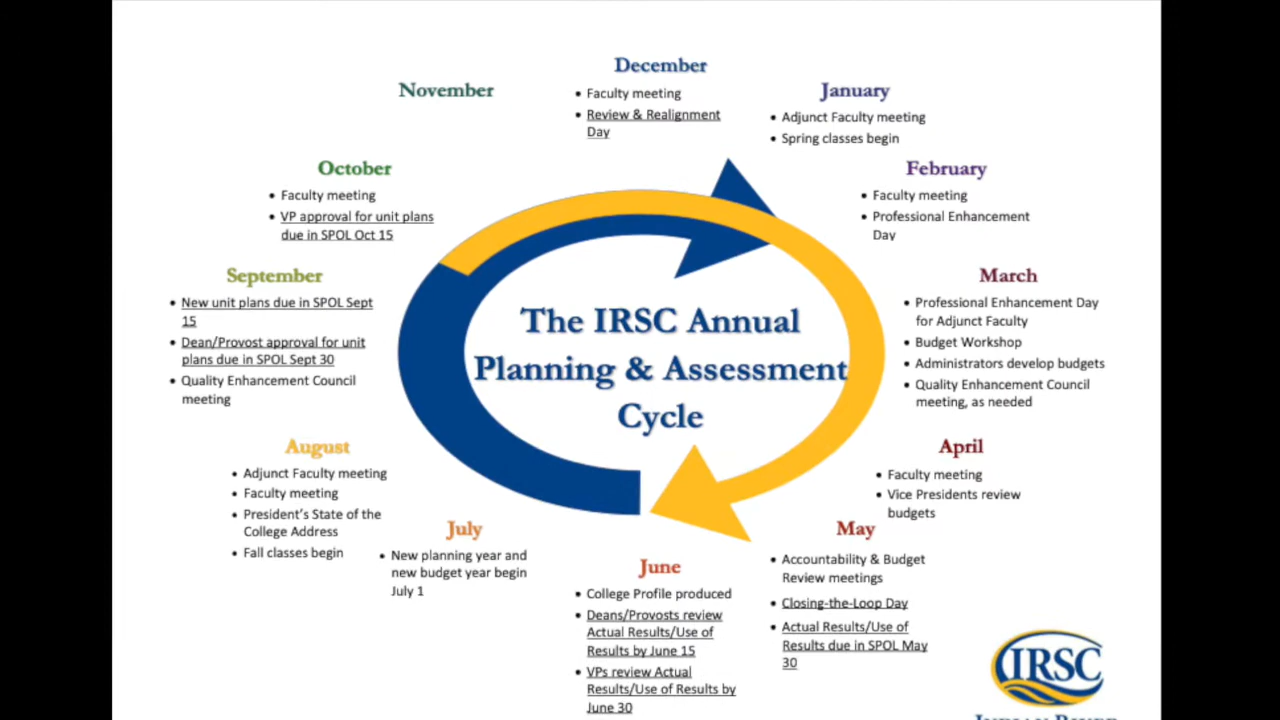 December
• Faculty meeting
• Review & Realignment
Day
January
• Adjunct Faculty meeting
• Spring classes begin
February
• Faculty meeting
• Professional Enhancement
Day
March
• Professional Enhancement Day
for Adjunct Faculty
• Budget Workshop
• Administrators develop budgets
• Quality Enhancement Council
meeting, as needed
April
• Faculty meeting
• Vice Presidents review
budgets
May
• Accountability & Budget
Review meetings
• Closing-the-Loop Day
• Actual Results/Use of
Results due in SPOL May
30
June
• College Profile produced
• Deans/Provosts review
Actual Results/Use of
Results by June 15
• VPs review Actual
Results/Use of Results by
June 30
July
• New planning year and
new budget year begin
July 1
August
• Adjunct Faculty meeting
• Faculty meeting
• President's State of the
College Address
• Fall classes begin
September
• New unit plans due in SPOL Sept
15
• Dean/Provost approval for unit
plans due in SPOL Sept 30
• Quality Enhancement Council
meeting
October
• Faculty meeting
• VP approval for unit plans
due in SPOL Oct 15
November
The IRSC Annual
Planning & Assessment
Cycle
IRSC
INDIAN RIVER